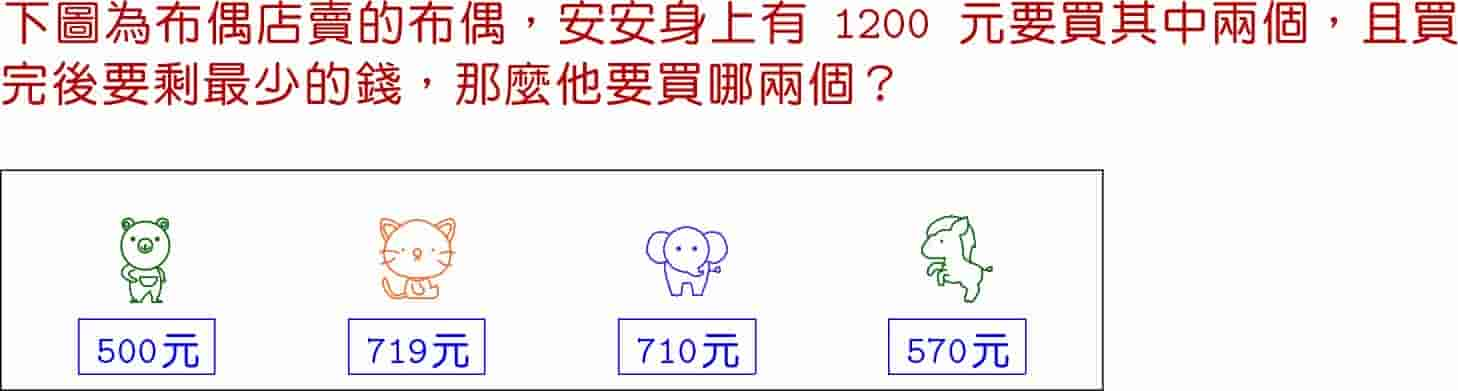 下圖為布偶店賣的布偶，安安身上有 1200 元要買其中兩個，且買
完後要剩最少的錢，那麼他要買哪兩個？
500元 719元 710元 570元